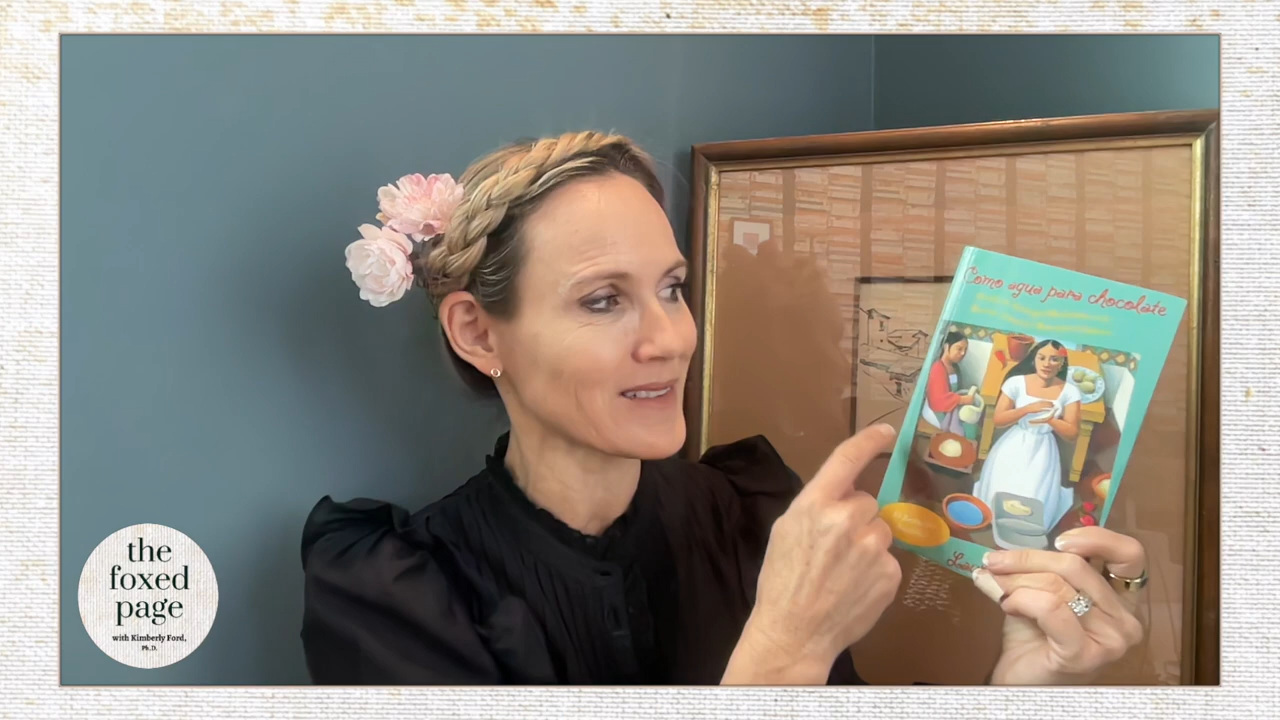 Como agua para chocolate
the
foxed
page
with Kimberly Ford,
Ph.D.